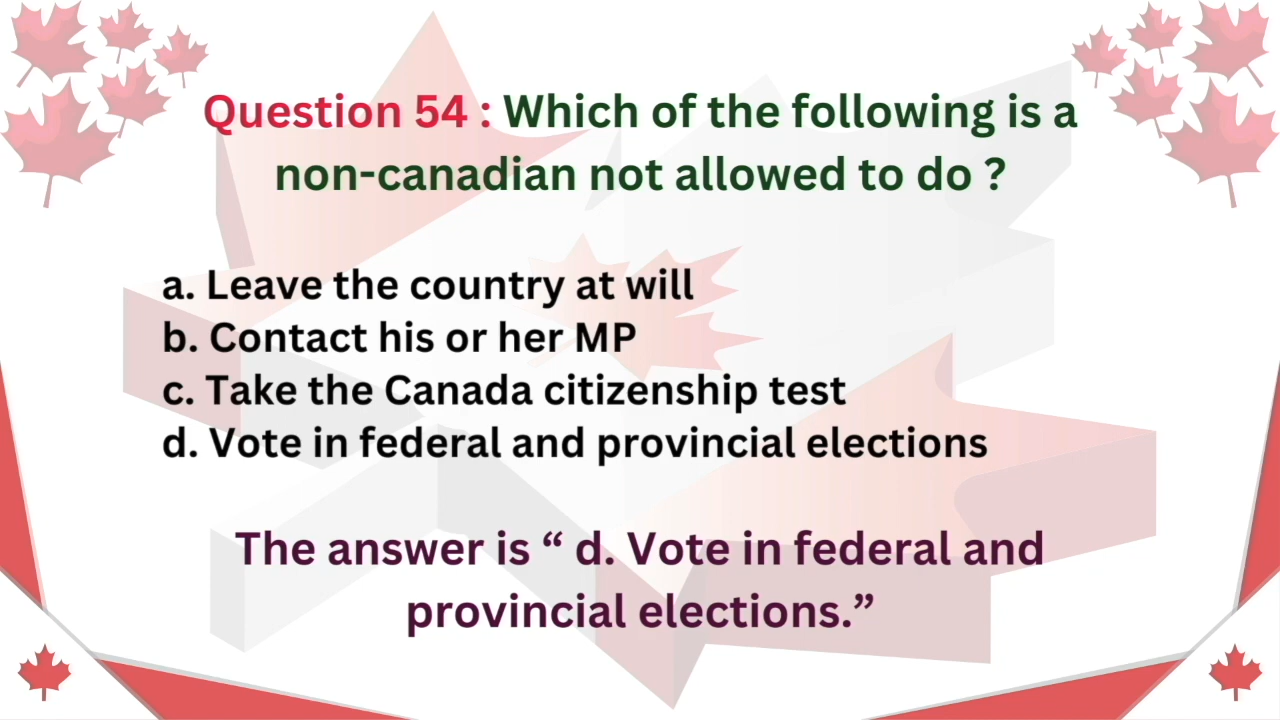 Question 54 : Which of the following is a
non-canadian not allowed to do ?
a. Leave the country at will
b. Contact his or her MP
c. Take the Canada citizenship test
d. Vote in federal and provincial elections
The answer is “ d. Vote in federal and
provincial elections.”